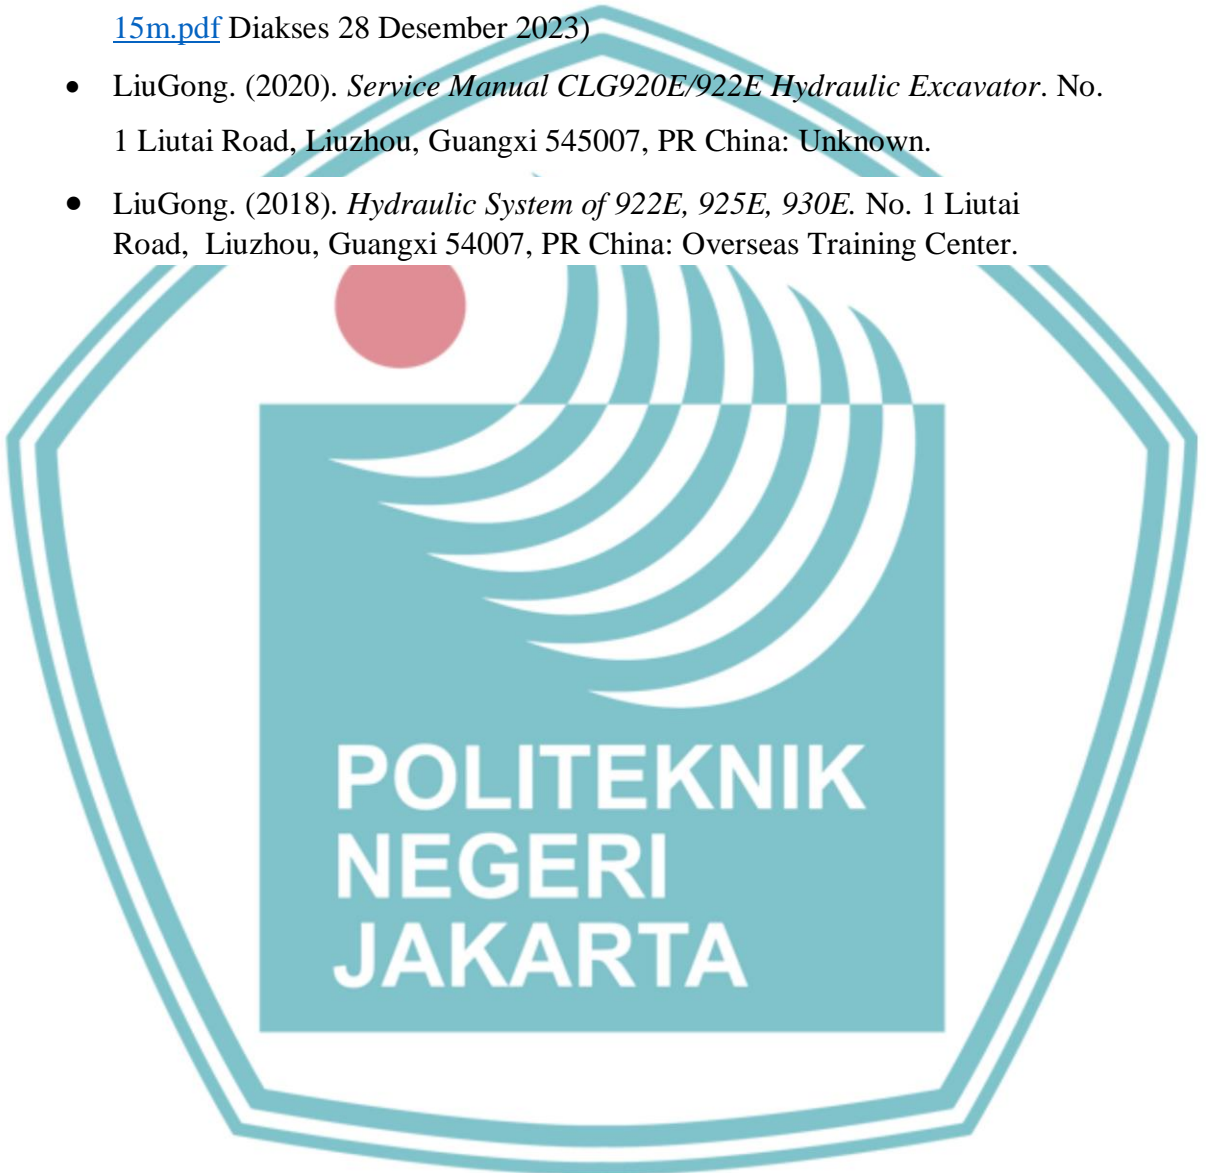 15m.pdf Diakses 28 Desember 2023)
• LiuGong. (2020). Service Manual CLG920E/922E Hydraulic Excavator. No.
1 Liutai Road, Liuzhou, Guangxi 545007, PR China: Unknown.
• LiuGong. (2018). Hydraulic System of 922E, 925E, 930E. No. 1 Liutai
Road, Liuzhou, Guangxi 54007, PR China: Overseas Training Center.
POLITEKNIK
NEGERI
JAKARTA